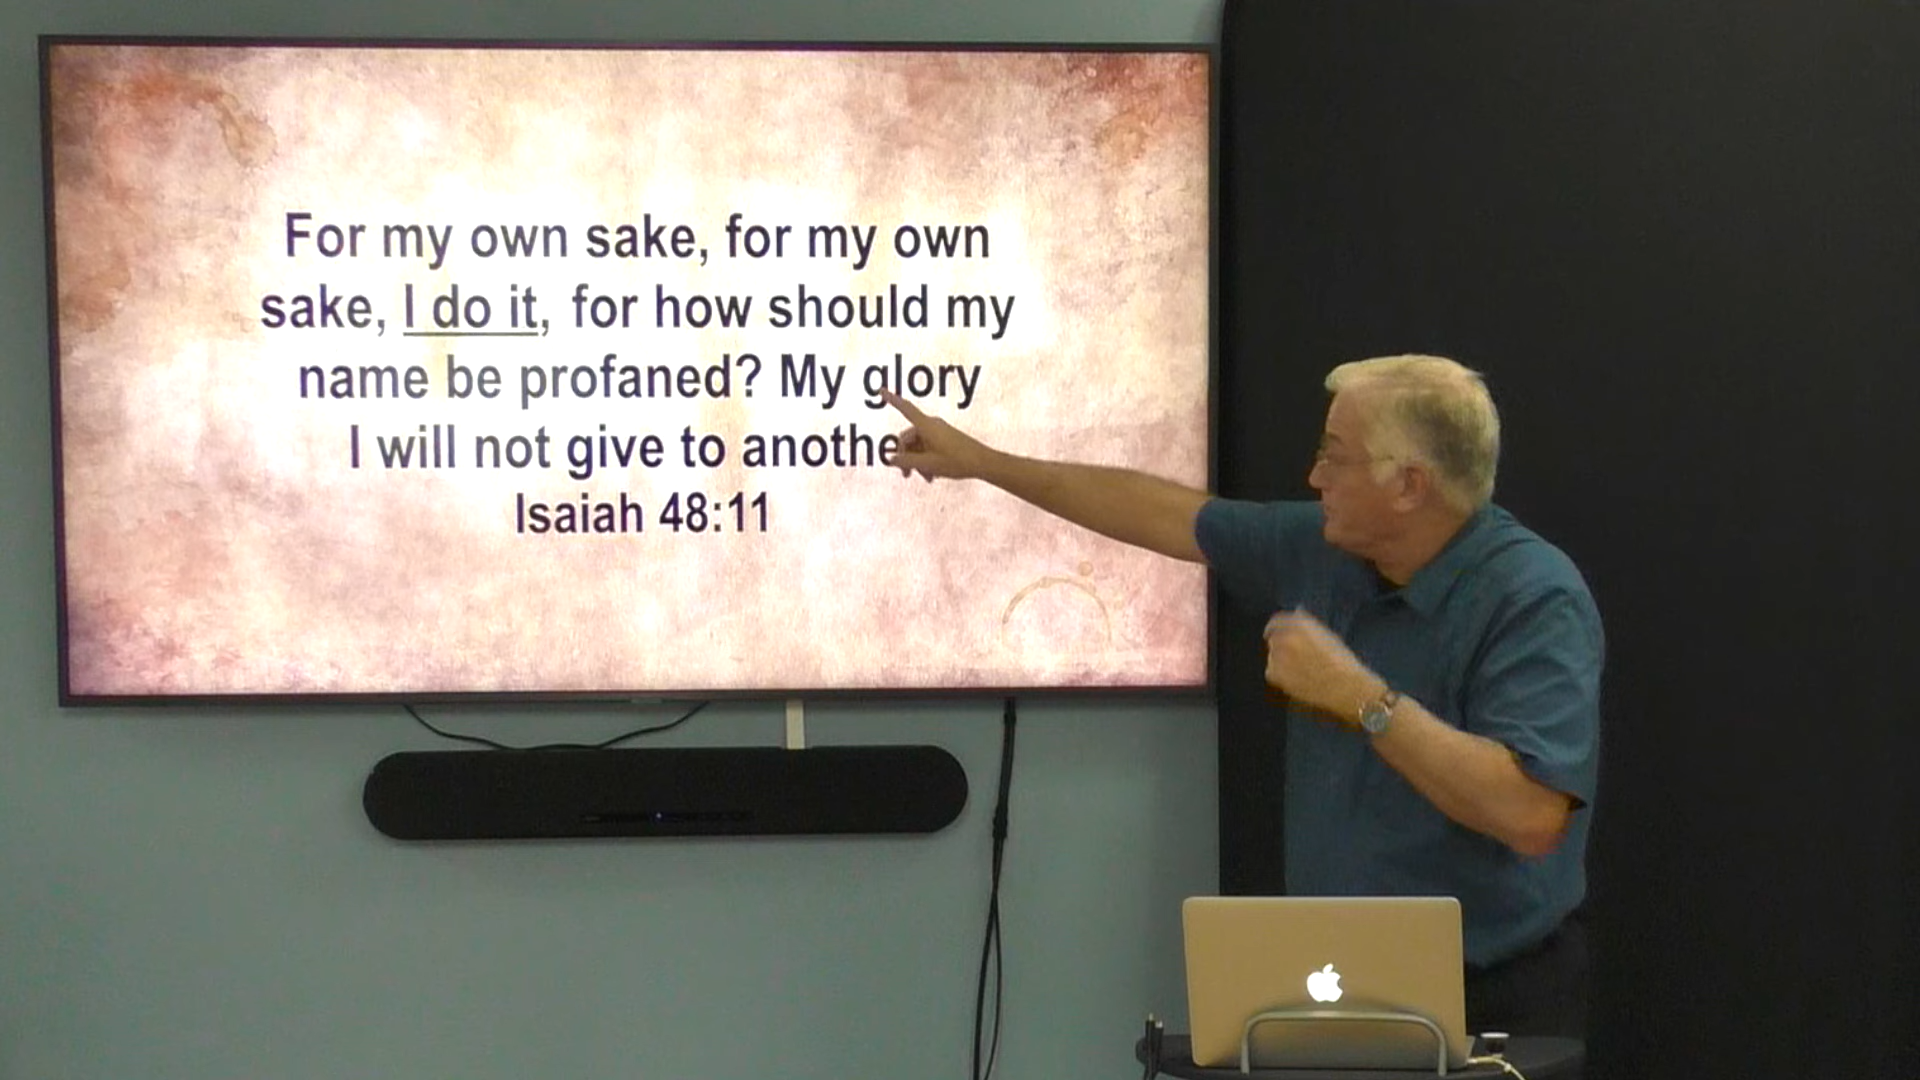 For my own sake, for my own
sake, I do it, for how should my
name be profaned? My glory
I will not give to anothe
Isaiah 48:11